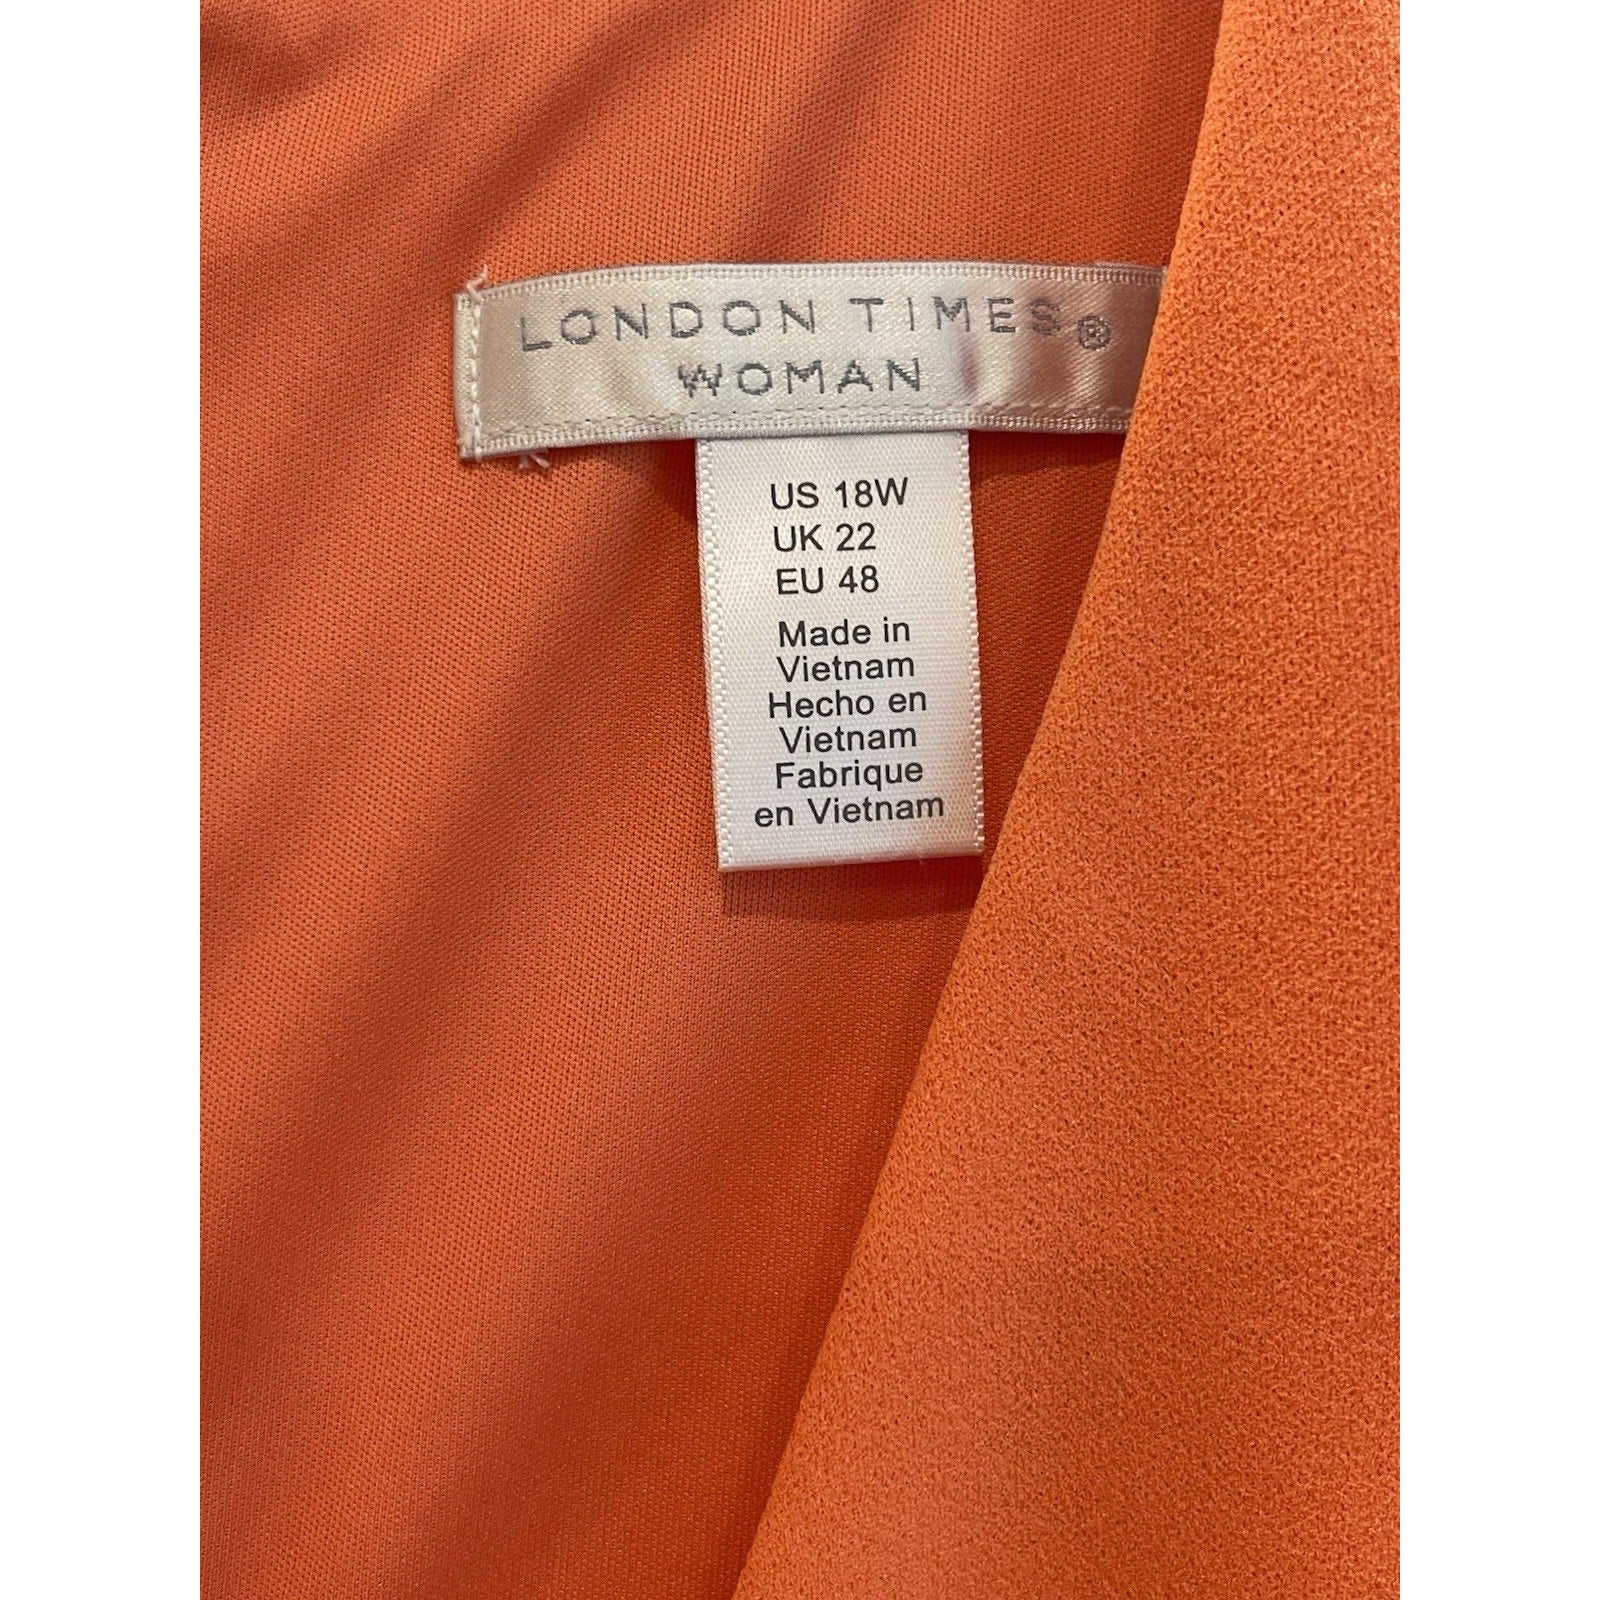 LONDON TIMES®
WOMAN
US 18W
UK 22
EU 48
Made in
Vietnam
Hecho en
Vietnam
Fabrique
en Vietnam